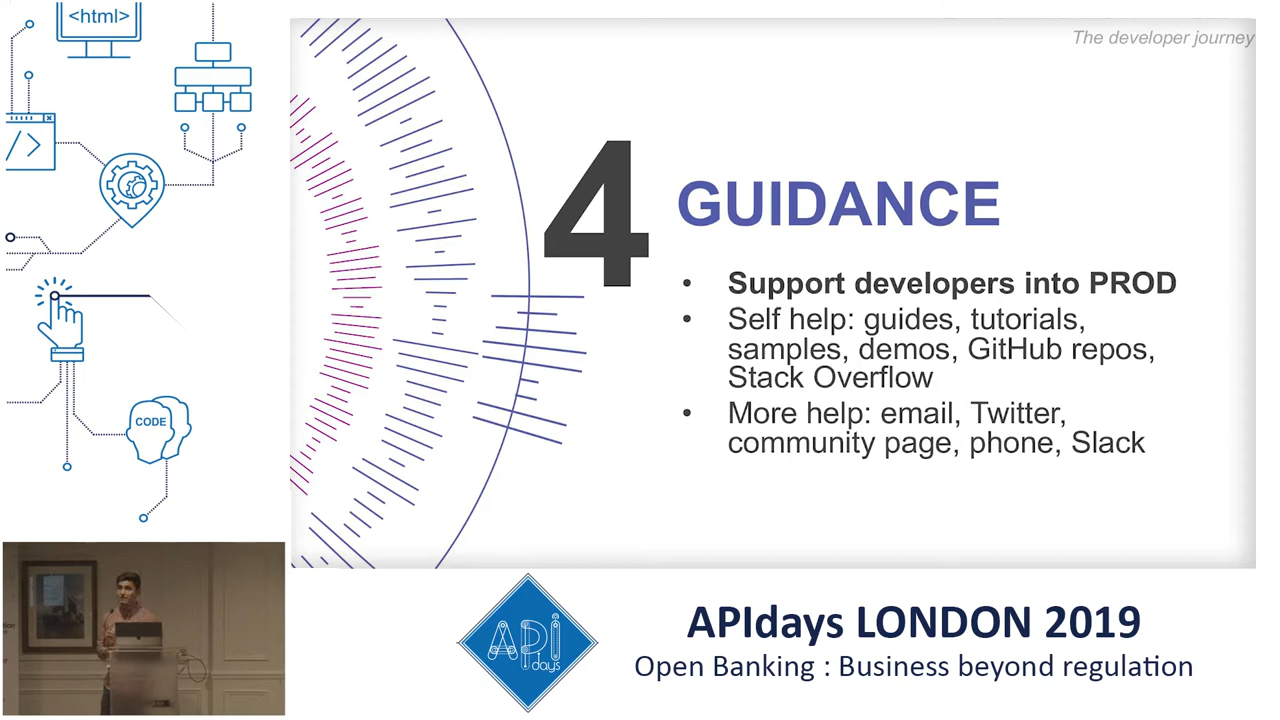 <html>
The developer journey
4
GUIDANCE
• Support developers into PROD
• Self help: guides, tutorials,
samples, demos, GitHub repos,
Stack Overflow
• More help: email, Twitter,
community page, phone, Slack
</>
CODE
API
days
APIdays LONDON 2019
Open Banking : Business beyond regulation